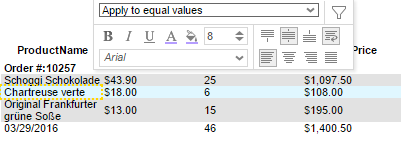 Apply to equal values
B I U A 8
Arial
ProductName Price
Order #:10257
Schoggi Schokolade $43.90 25 $1,097.50
Chartreuse verte $18.00 6 $108.00
Original Frankfurter
grüne Soße $13.00 15 $195.00
03/29/2016 46 $1,400.50